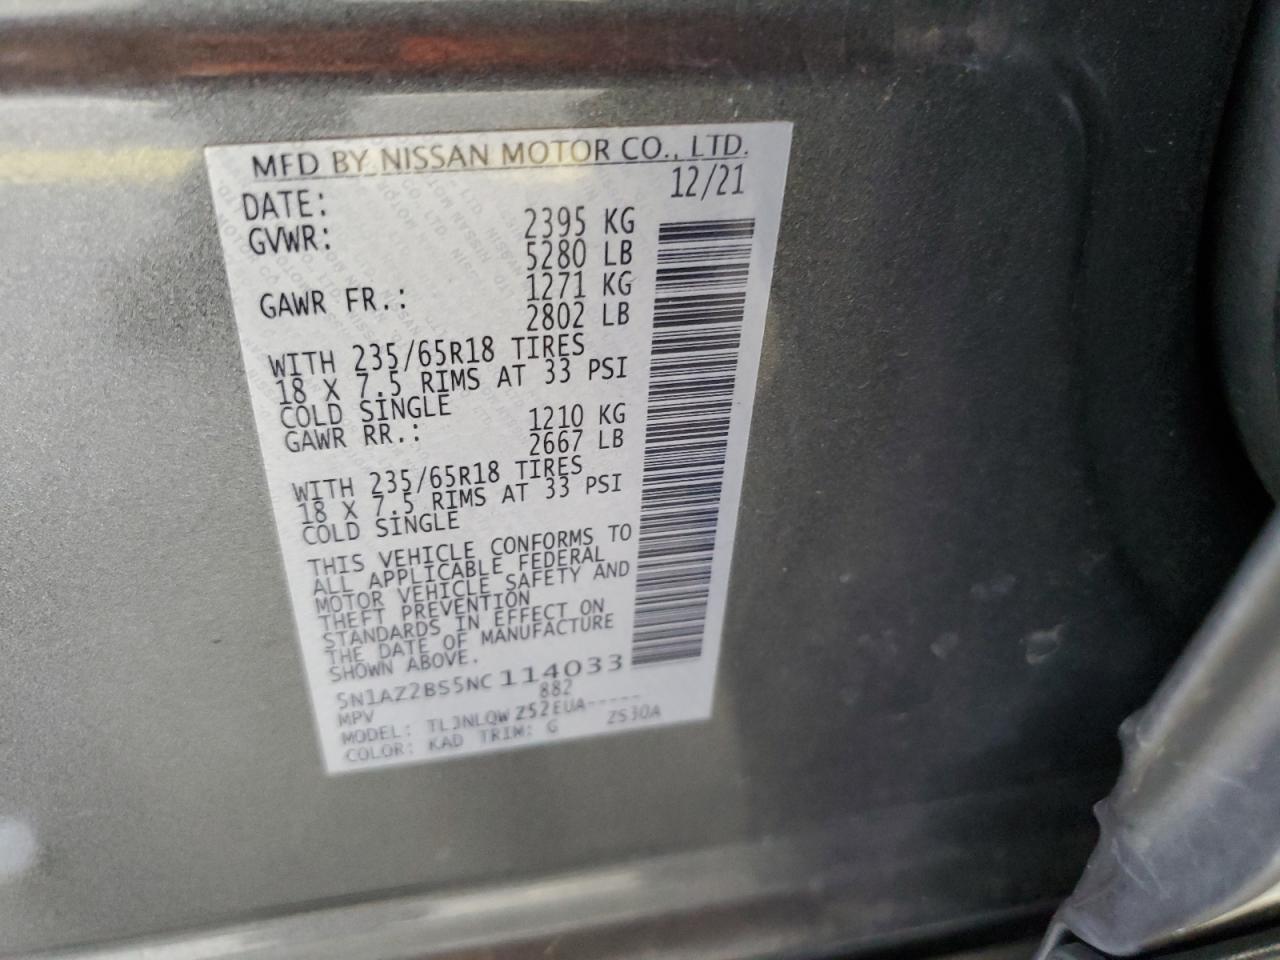 MFD BY NISSAN MOTOR CO., LTD.
DATE: 12/21
GVWR: 2395 KG
5280 LB
GAWR FR.: 1271 KG
2802 LB
WITH 235/65R18 TIRES
18 X 7.5 RIMS AT 33 PSI
COLD SINGLE
GAWR RR.: 1210 KG
2667 LB
WITH 235/65R18 TIRES
18 X 7.5 RIMS AT 33 PSI
COLD SINGLE
THIS VEHICLE CONFORMS TO
ALL APPLICABLE FEDERAL
MOTOR VEHICLE SAFETY AND
THEFT PREVENTION
STANDARDS IN EFFECT ON
THE DATE OF MANUFACTURE
SHOWN ABOVE.
5N1AZ2BS5NC114033
MPV 882
MODEL: TL3NLQWZ52EUA-----
COLOR: KAD TRIM: G Z530A